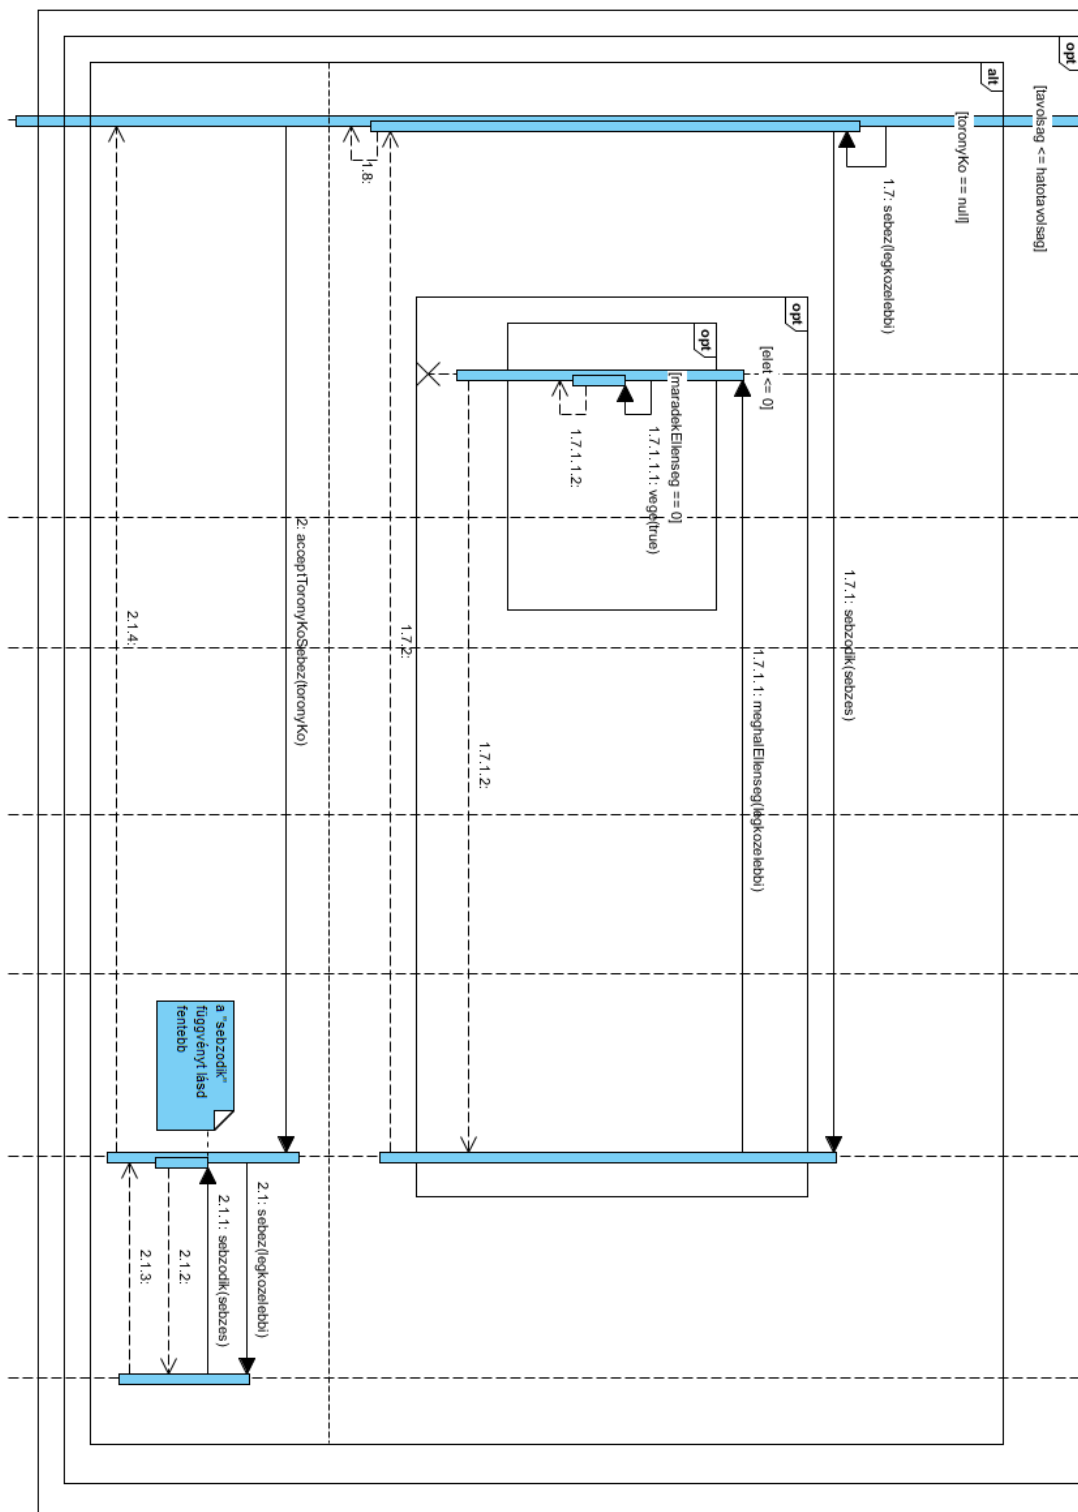 opt
[tavolsag <= hatotavolsag]
alt
[toronyKo == null]
1.7: sebez(legkozelebbi)
1.7.1: sebzodik(sebzes)
opt
[elet <= 0]
1.7.1.1: meghalEllenseg(legkozelebbi)
opt
[maradekEllenseg == 0]
1.7.1.1.1: vege(true)
1.7.1.1.2:
1.7.1.2:
1.7.2:
1.8:
2: acceptToronyKoSebez(toronyKo)
2.1: sebez(legkozelebbi)
2.1.1: sebzodik(sebzes)
a "sebzodik"
függvényt lásd
fentebb
2.1.2:
2.1.3:
2.1.4: